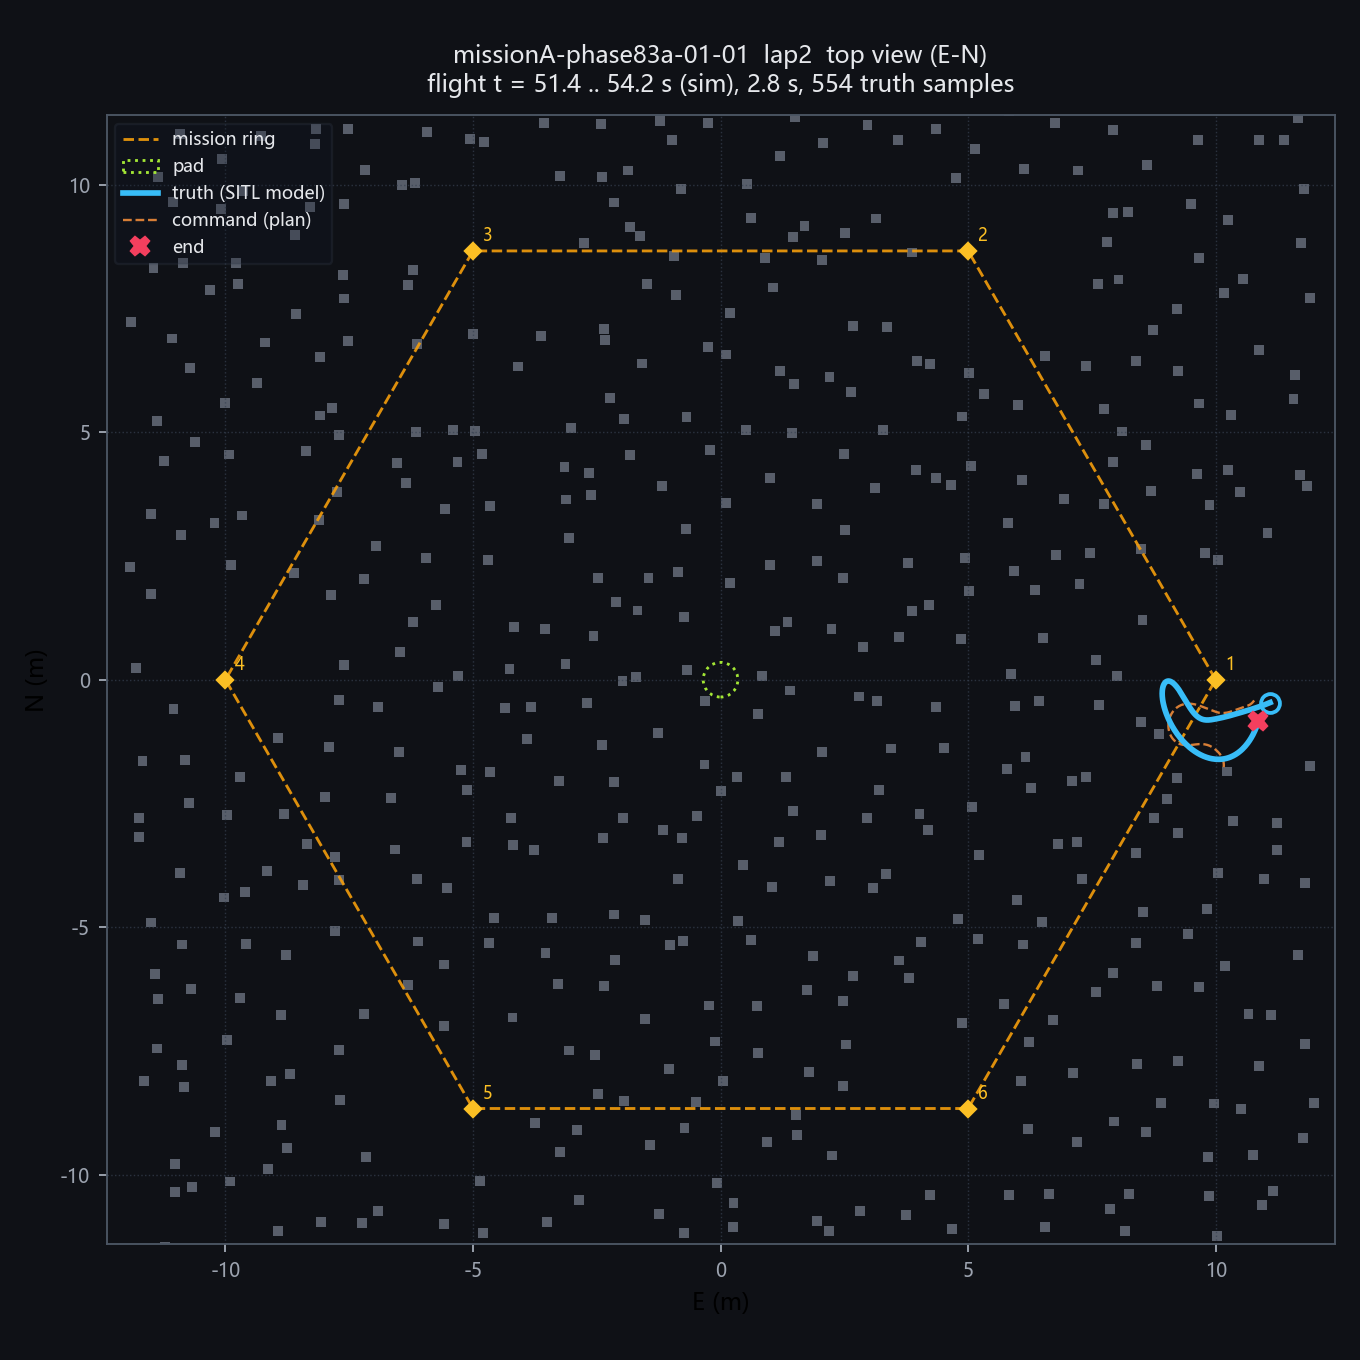 missionA-phase83a-01-01 lap2 top view (E-N)
flight t = 51.4 .. 54.2 s (sim), 2.8 s, 554 truth samples
mission ring
pad
truth (SITL model)
command (plan)
end
10
5
0
-5
-10
N (m)
3
2
4
1
5
6
-10
-5
0
5
10
E (m)